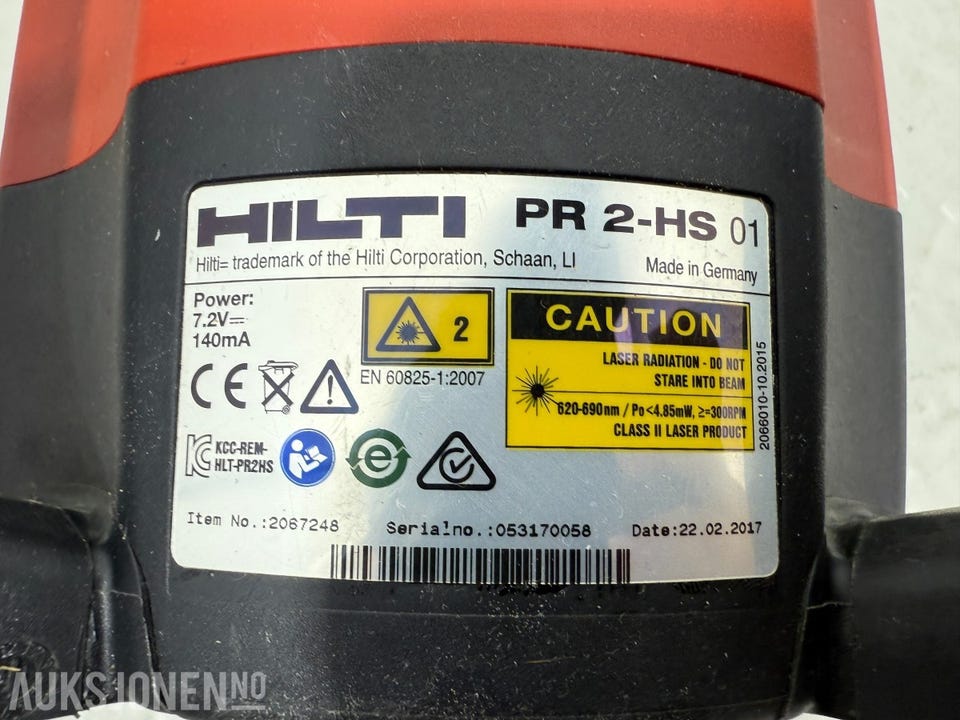 HILTI PR 2-HS 01
Hilti= trademark of the Hilti Corporation, Schaan, LI Made in Germany
Power:
7.2V⎓
140mA
2
EN 60825-1:2007
CAUTION
LASER RADIATION - DO NOT
STARE INTO BEAM
620-690nm / Po<4.85mW, ≥=300RPM
CLASS II LASER PRODUCT
2066010-10.2015
CE
KCC-REM-
HLT-PR2HS
e
Item No.:2067248 Serialno.:053170058 Date:22.02.2017
AUKSJONEN NO